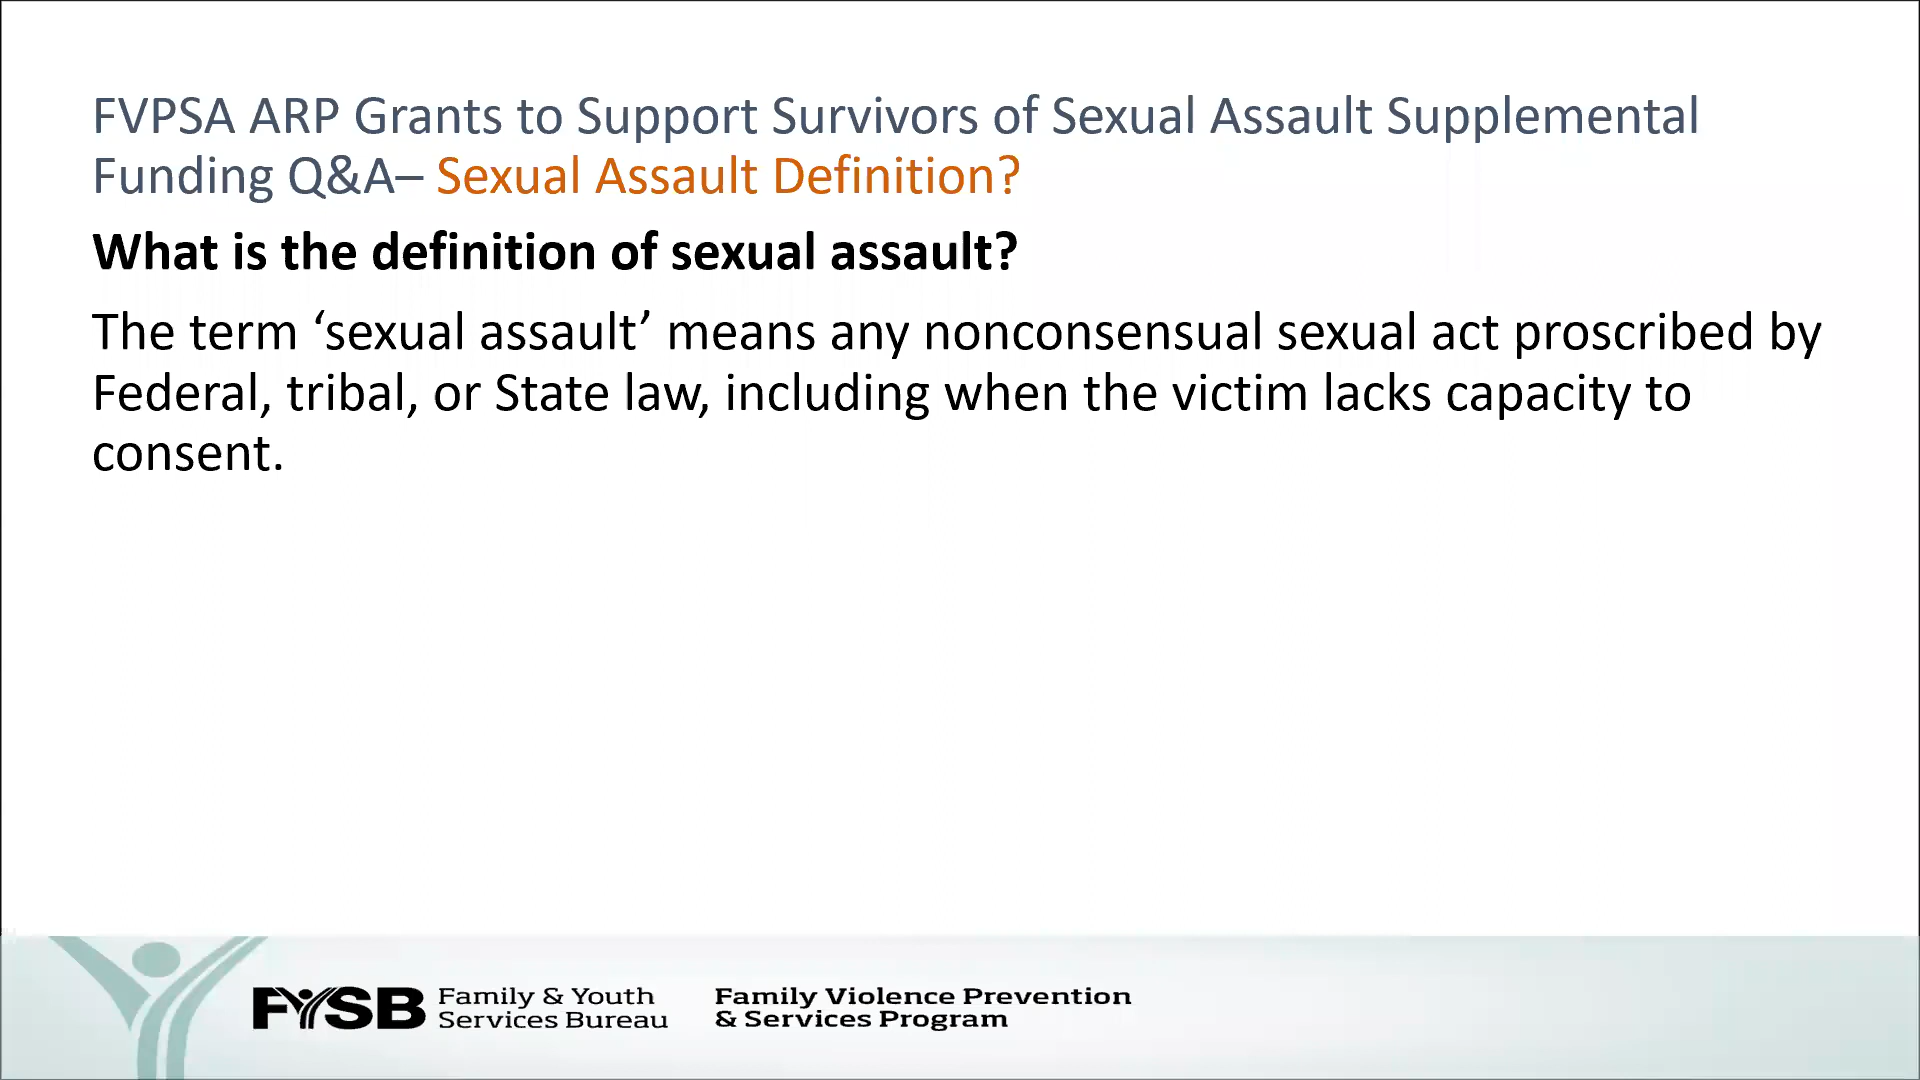 FVPSA ARP Grants to Support Survivors of Sexual Assault Supplemental
Funding Q&A– Sexual Assault Definition?
What is the definition of sexual assault?
The term ‘sexual assault’ means any nonconsensual sexual act proscribed by
Federal, tribal, or State law, including when the victim lacks capacity to
consent.
FYSB
Family & Youth
Services Bureau
Family Violence Prevention
& Services Program